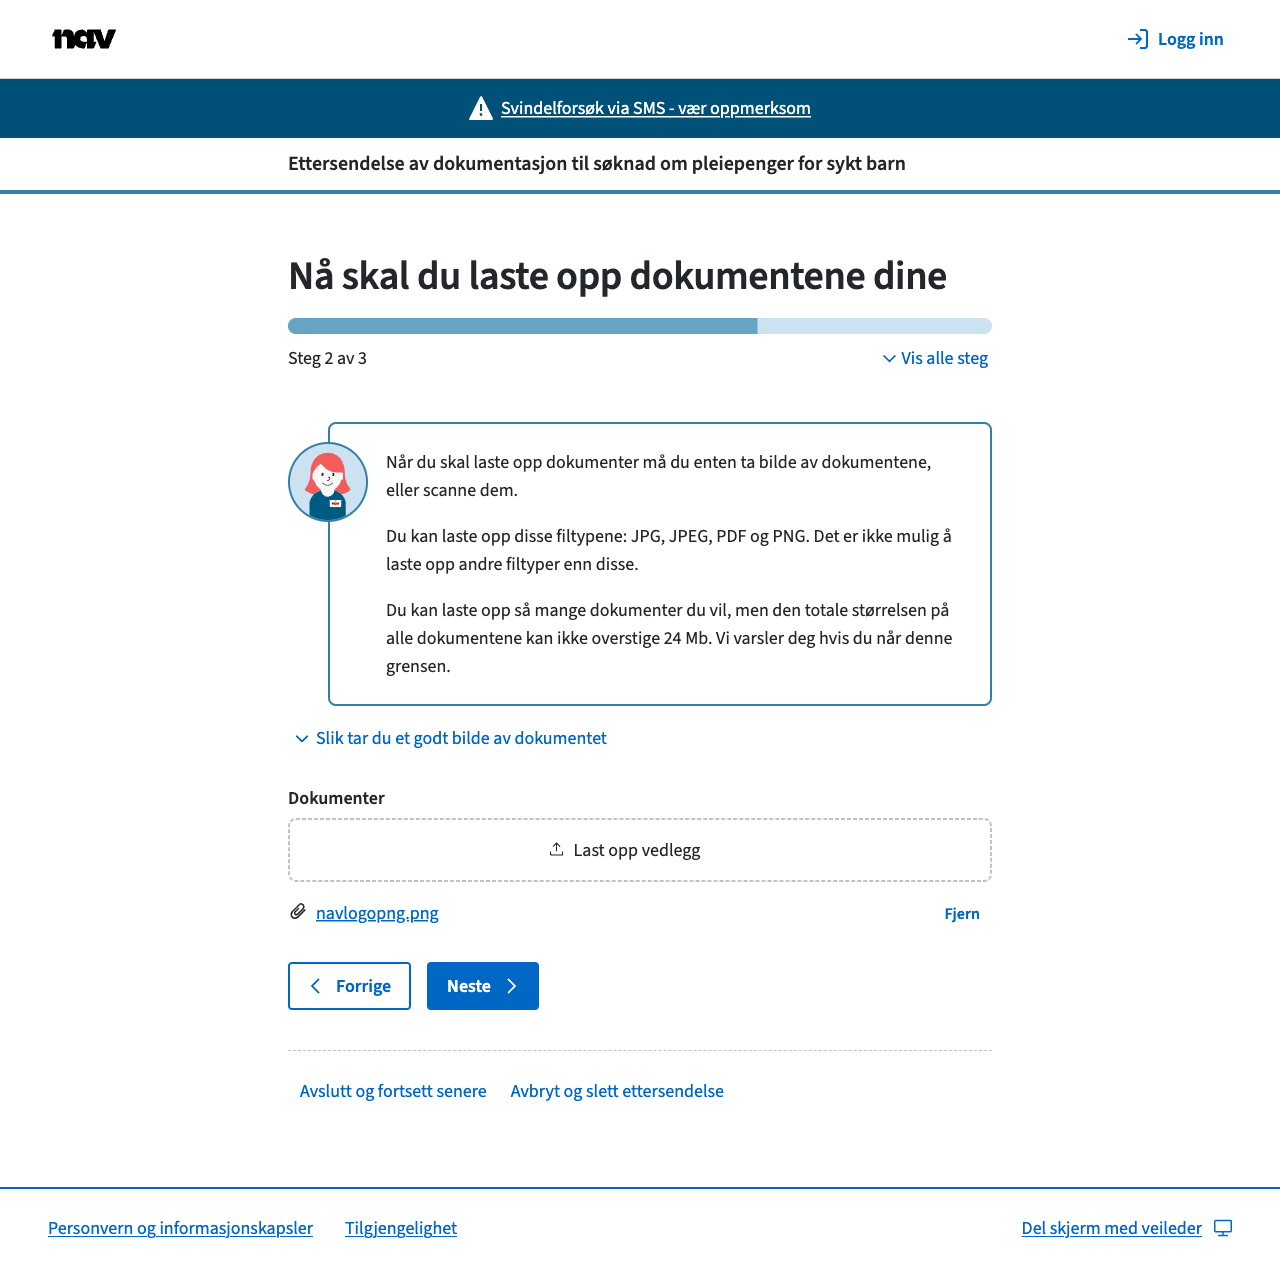 nav
Logg inn
Svindelforsøk via SMS - vær oppmerksom
Ettersendelse av dokumentasjon til søknad om pleiepenger for sykt barn
Nå skal du laste opp dokumentene dine
Steg 2 av 3
Vis alle steg
Når du skal laste opp dokumenter må du enten ta bilde av dokumentene,
eller scanne dem.
Du kan laste opp disse filtypene: JPG, JPEG, PDF og PNG. Det er ikke mulig å
laste opp andre filtyper enn disse.
Du kan laste opp så mange dokumenter du vil, men den totale størrelsen på
alle dokumentene kan ikke overstige 24 Mb. Vi varsler deg hvis du når denne
grensen.
Slik tar du et godt bilde av dokumentet
Dokumenter
Last opp vedlegg
navlogopng.png
Fjern
Forrige
Neste
Avslutt og fortsett senere
Avbryt og slett ettersendelse
Personvern og informasjonskapsler
Tilgjengelighet
Del skjerm med veileder